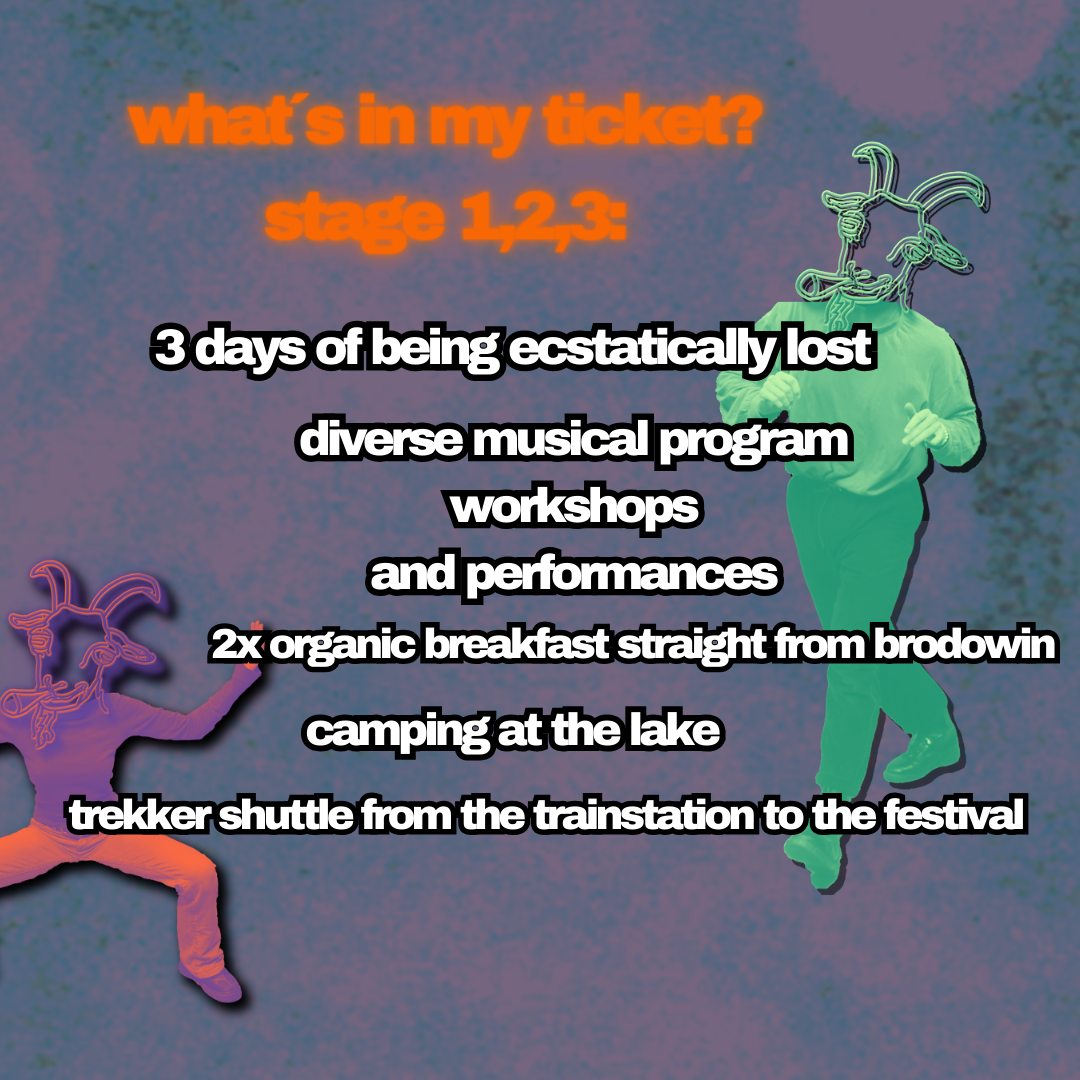 what´s in my ticket?
stage 1,2,3:
3 days of being ecstatically lost
diverse musical program
workshops
and performances
2x organic breakfast straight from brodowin
camping at the lake
trekker shuttle from the trainstation to the festival